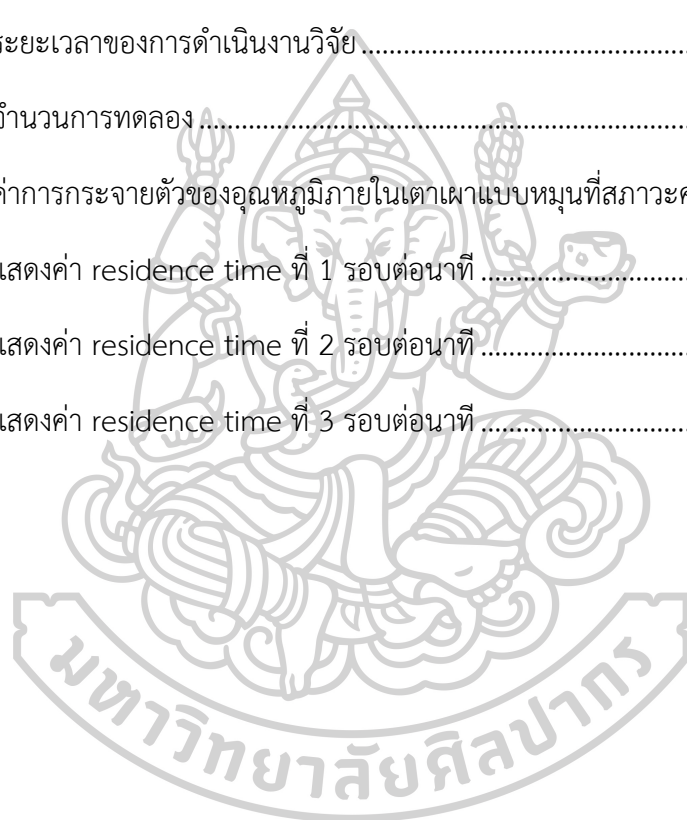 ระยะเวลาของการดำเนินงานวิจัย
จำนวนการทดลอง
ค่าการกระจายตัวของอุณหภูมิภายในเตาเผาแบบหมุนที่สภาวะ
แสดงค่า residence time ที่ 1 รอบต่อนาที
แสดงค่า residence time ที่ 2 รอบต่อนาที
แสดงค่า residence time ที่ 3 รอบต่อนาที
มหาวิทยาลัยศิลปากร